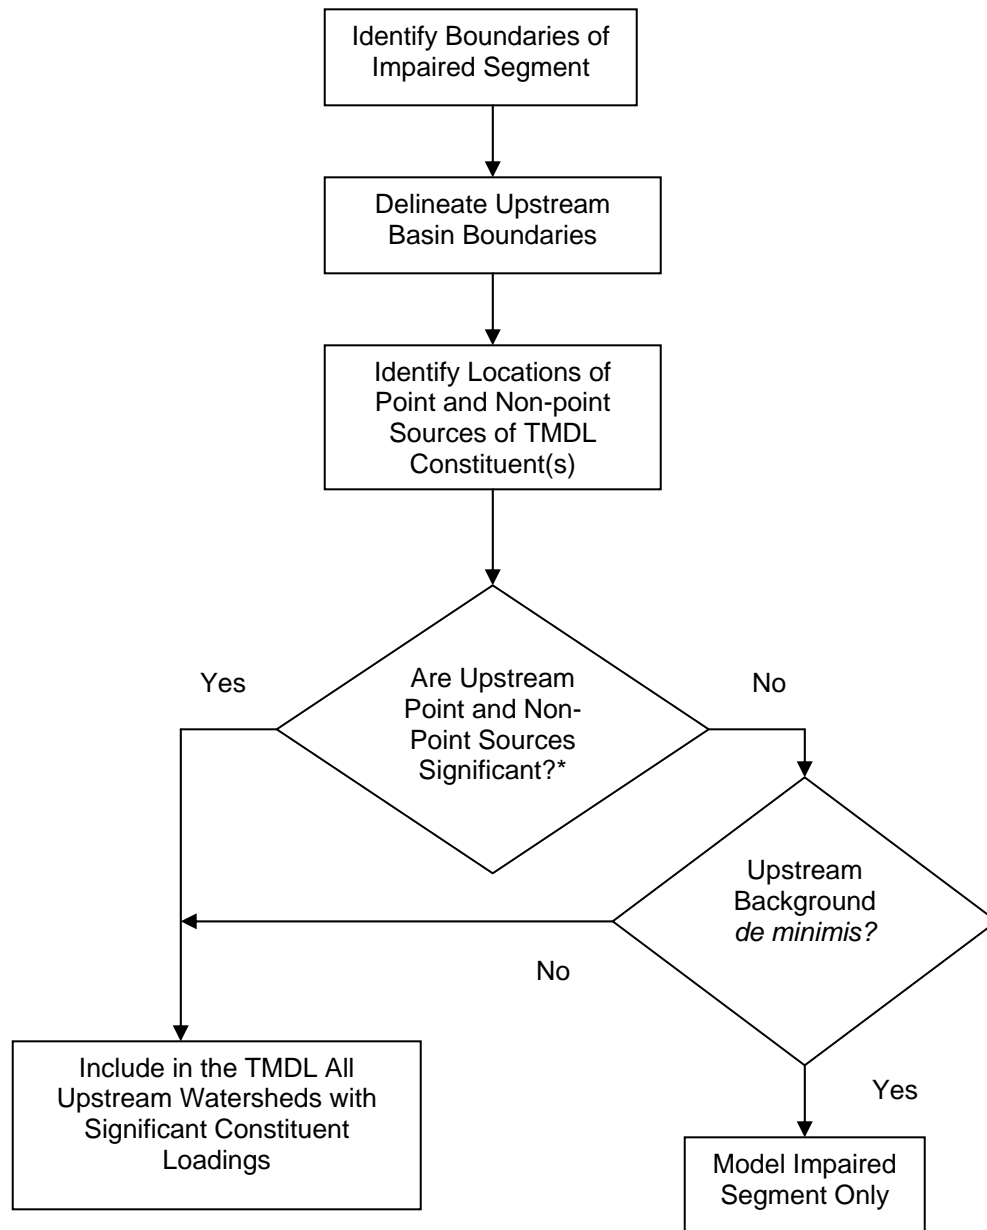 Identify Boundaries of
Impaired Segment
Delineate Upstream
Basin Boundaries
Identify Locations of
Point and Non-point
Sources of TMDL
Constituent(s)
Yes
Are Upstream
Point and Non-
Point Sources
Significant?*
No
Upstream
Background
de minimis?
No
Include in the TMDL All
Upstream Watersheds with
Significant Constituent
Loadings
Yes
Model Impaired
Segment Only